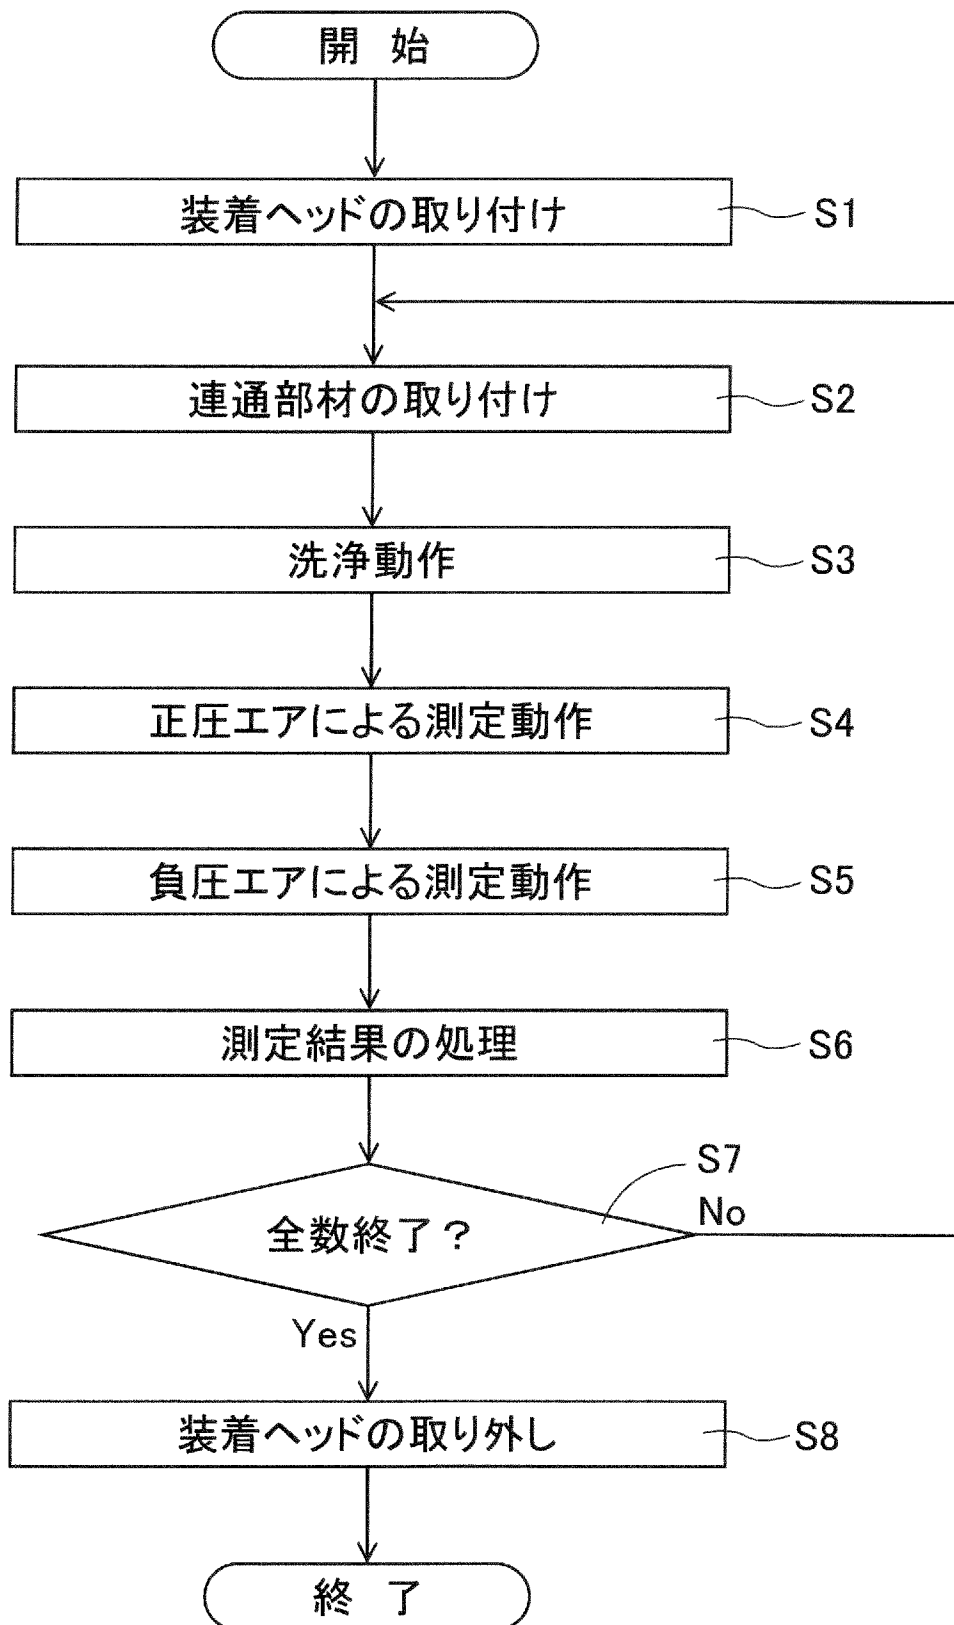 開 始
装着ヘッドの取り付け S1
連通部材の取り付け S2
洗浄動作 S3
正圧エアによる測定動作 S4
負圧エアによる測定動作 S5
測定結果の処理 S6
S7
全数終了？ No
Yes
装着ヘッドの取り外し S8
終 了